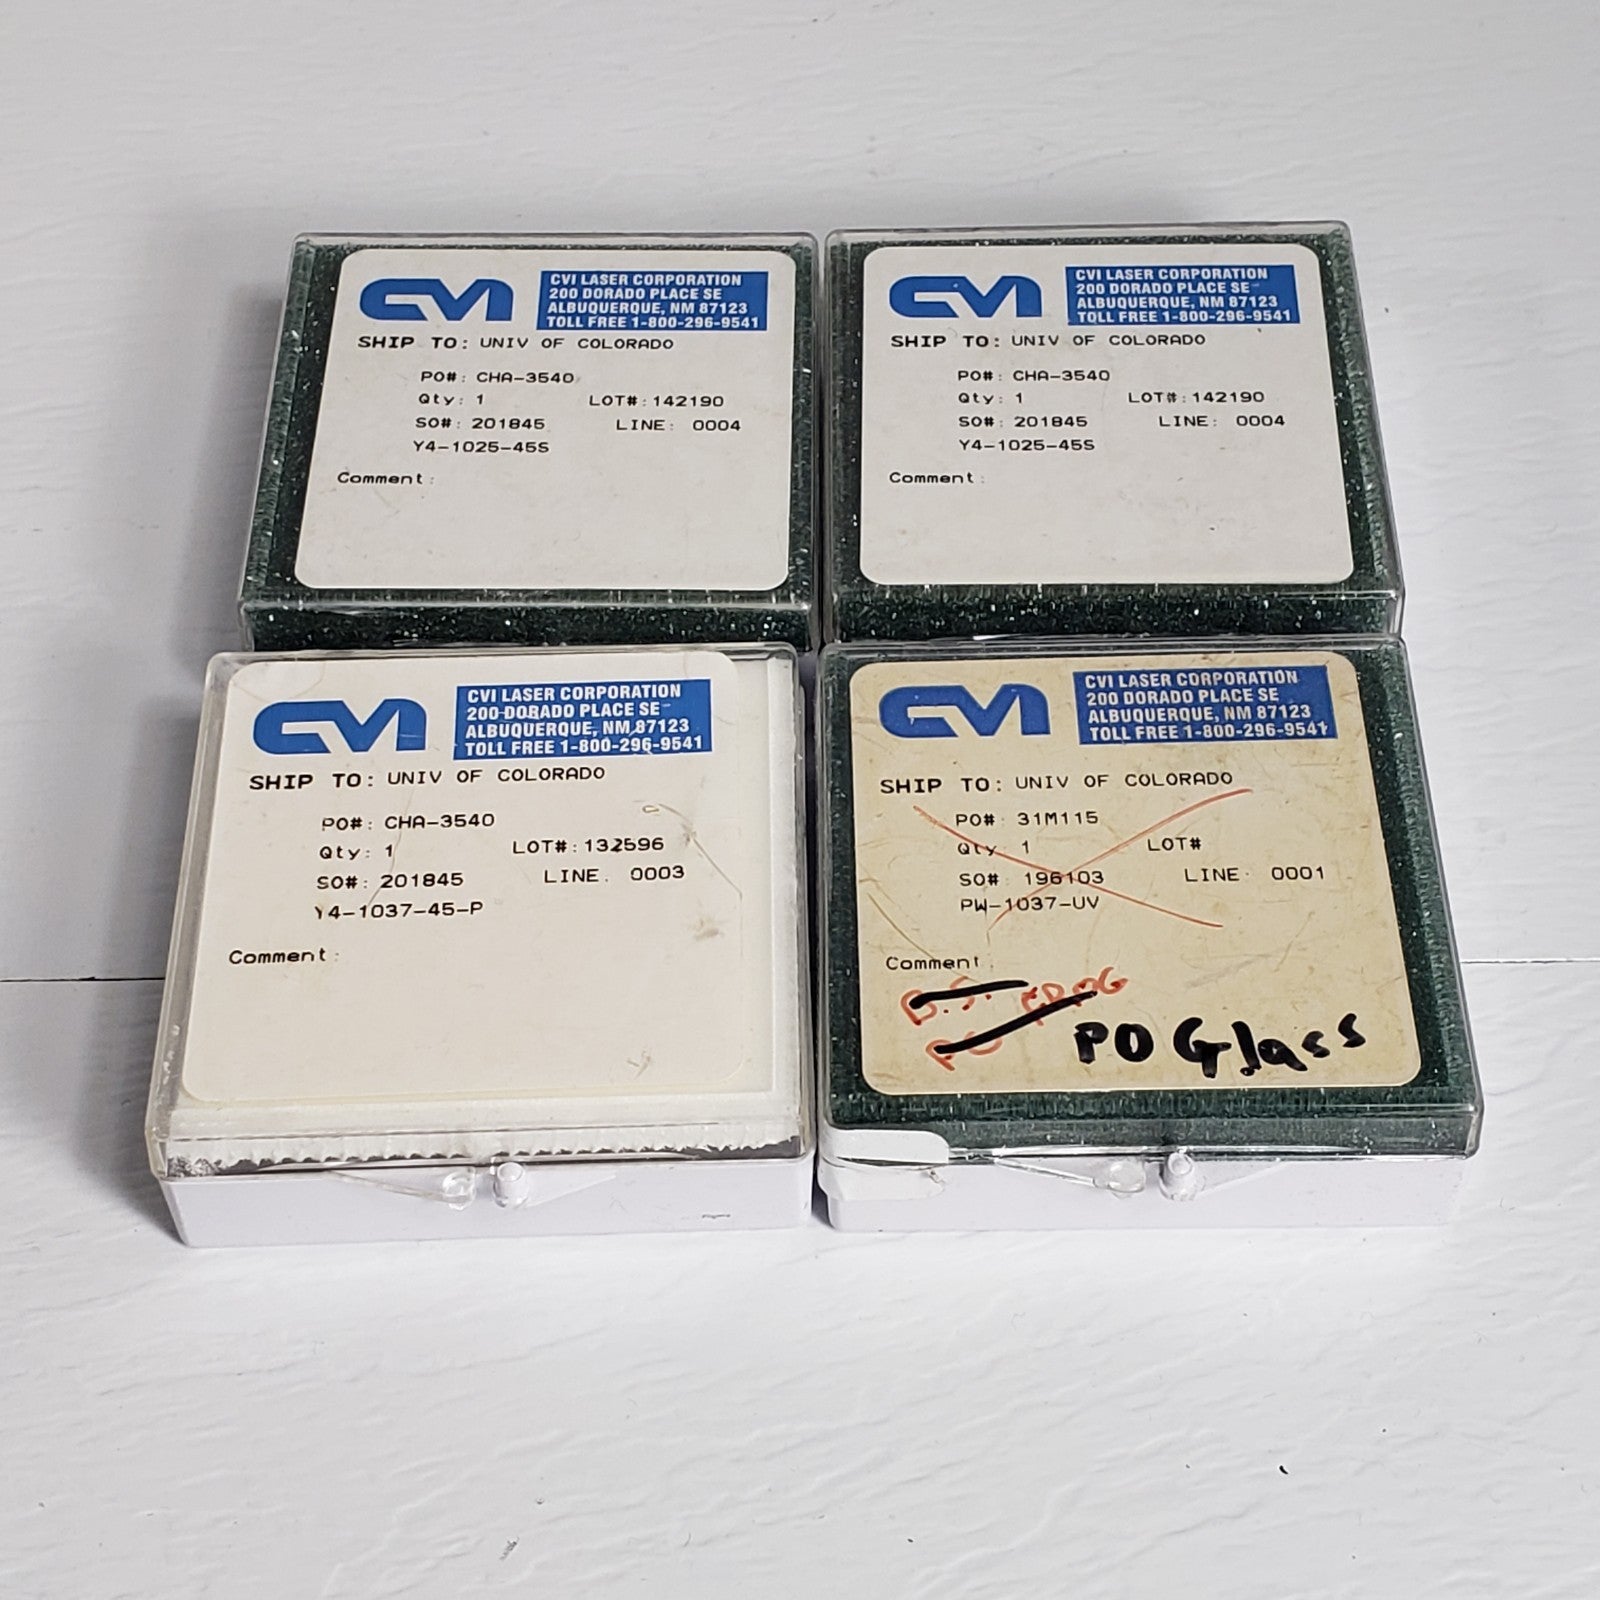 CVI
CVI LASER CORPORATION
200 DORADO PLACE SE
ALBUQUERQUE, NM 87123
TOLL FREE 1-800-296-9541
SHIP TO: UNIV OF COLORADO
PO#: CHA-3540
Qty: 1 LOT#: 142190
SO#: 201845 LINE: 0004
Y4-1025-45S
Comment:
CVI
CVI LASER CORPORATION
200 DORADO PLACE SE
ALBUQUERQUE, NM 87123
TOLL FREE 1-800-296-9541
SHIP TO: UNIV OF COLORADO
PO#: CHA-3540
Qty: 1 LOT#: 142190
SO#: 201845 LINE: 0004
Y4-1025-45S
Comment:
CVI
CVI LASER CORPORATION
200 DORADO PLACE SE
ALBUQUERQUE, NM 87123
TOLL FREE 1-800-296-9541
SHIP TO: UNIV OF COLORADO
PO#: CHA-3540
Qty: 1 LOT#: 132596
SO#: 201845 LINE: 0003
Y4-1037-45-P
Comment:
CVI
CVI LASER CORPORATION
200 DORADO PLACE SE
ALBUQUERQUE, NM 87123
TOLL FREE 1-800-296-9541
SHIP TO: UNIV OF COLORADO
PO#: 31M115
Qty: 1 LOT#
SO#: 196103 LINE: 0001
PW-1037-UV
Comment:
B.S.
PO Glass